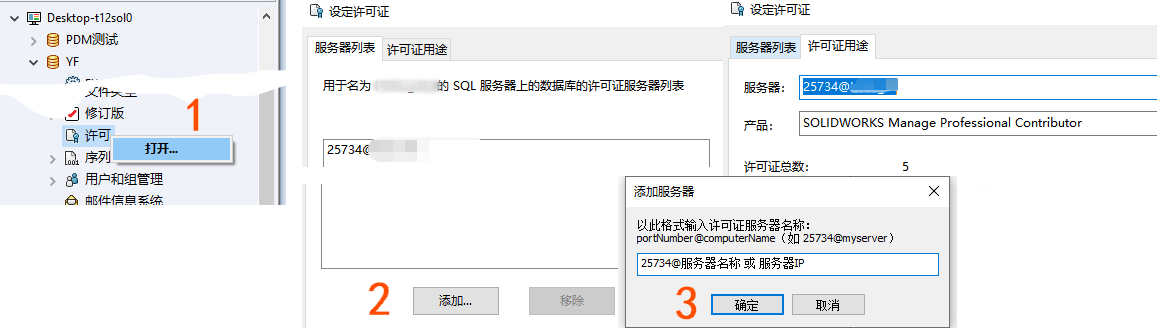 Desktop-t12sol0
PDM测试
YF
文件类型
修订版
许可
打开...
序列
用户和组管理
邮件信息系统
1
设定许可证
服务器列表
许可证用途
用于名为
的 SQL 服务器上的数据库的许可证服务器列表
25734@
2
添加...
移除
设定许可证
服务器列表
许可证用途
服务器:
25734@
产品:
SOLIDWORKS Manage Professional Contributor
许可证总数:
5
添加服务器
以此格式输入许可证服务器名称:
portNumber@computerName（如 25734@myserver）
25734@服务器名称 或 服务器IP
3
确定
取消